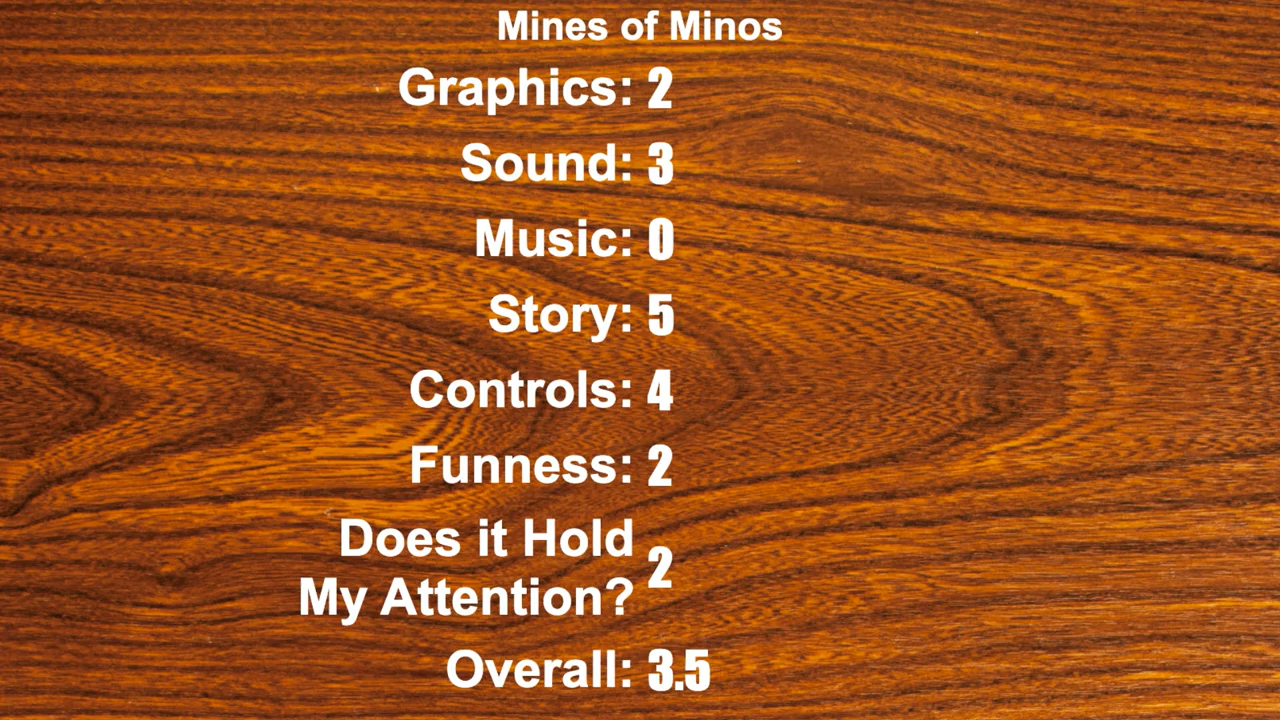 Mines of Minos
Graphics: 2
Sound: 3
Music: 0
Story: 5
Controls: 4
Funness: 2
Does it Hold
My Attention? 2
Overall: 3.5